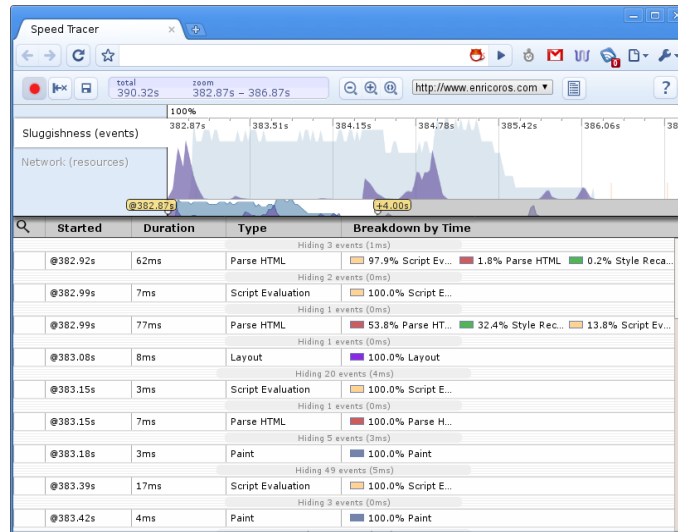 Speed Tracer
0
total zoom
390.32s 382.87s – 386.87s
http://www.enricoros.com
?
100%
Sluggishness (events)
382.87s 383.51s 384.15s 384.78s 385.42s 386.06s 38
Network (resources)
@382.87s +4.00s
Started Duration Type Breakdown by Time
Hiding 3 events (1ms)
@382.92s 62ms Parse HTML 97.9% Script Ev... 1.8% Parse HTML 0.2% Style Reca...
Hiding 2 events (0ms)
@382.99s 7ms Script Evaluation 100.0% Script E...
Hiding 1 events (0ms)
@382.99s 77ms Parse HTML 53.8% Parse HT... 32.4% Style Rec... 13.8% Script Ev...
Hiding 1 events (0ms)
@383.08s 8ms Layout 100.0% Layout
Hiding 20 events (4ms)
@383.15s 3ms Script Evaluation 100.0% Script E...
Hiding 1 events (0ms)
@383.15s 7ms Parse HTML 100.0% Parse H...
Hiding 5 events (3ms)
@383.18s 3ms Paint 100.0% Paint
Hiding 49 events (5ms)
@383.39s 17ms Script Evaluation 100.0% Script E...
Hiding 3 events (0ms)
@383.42s 4ms Paint 100.0% Paint